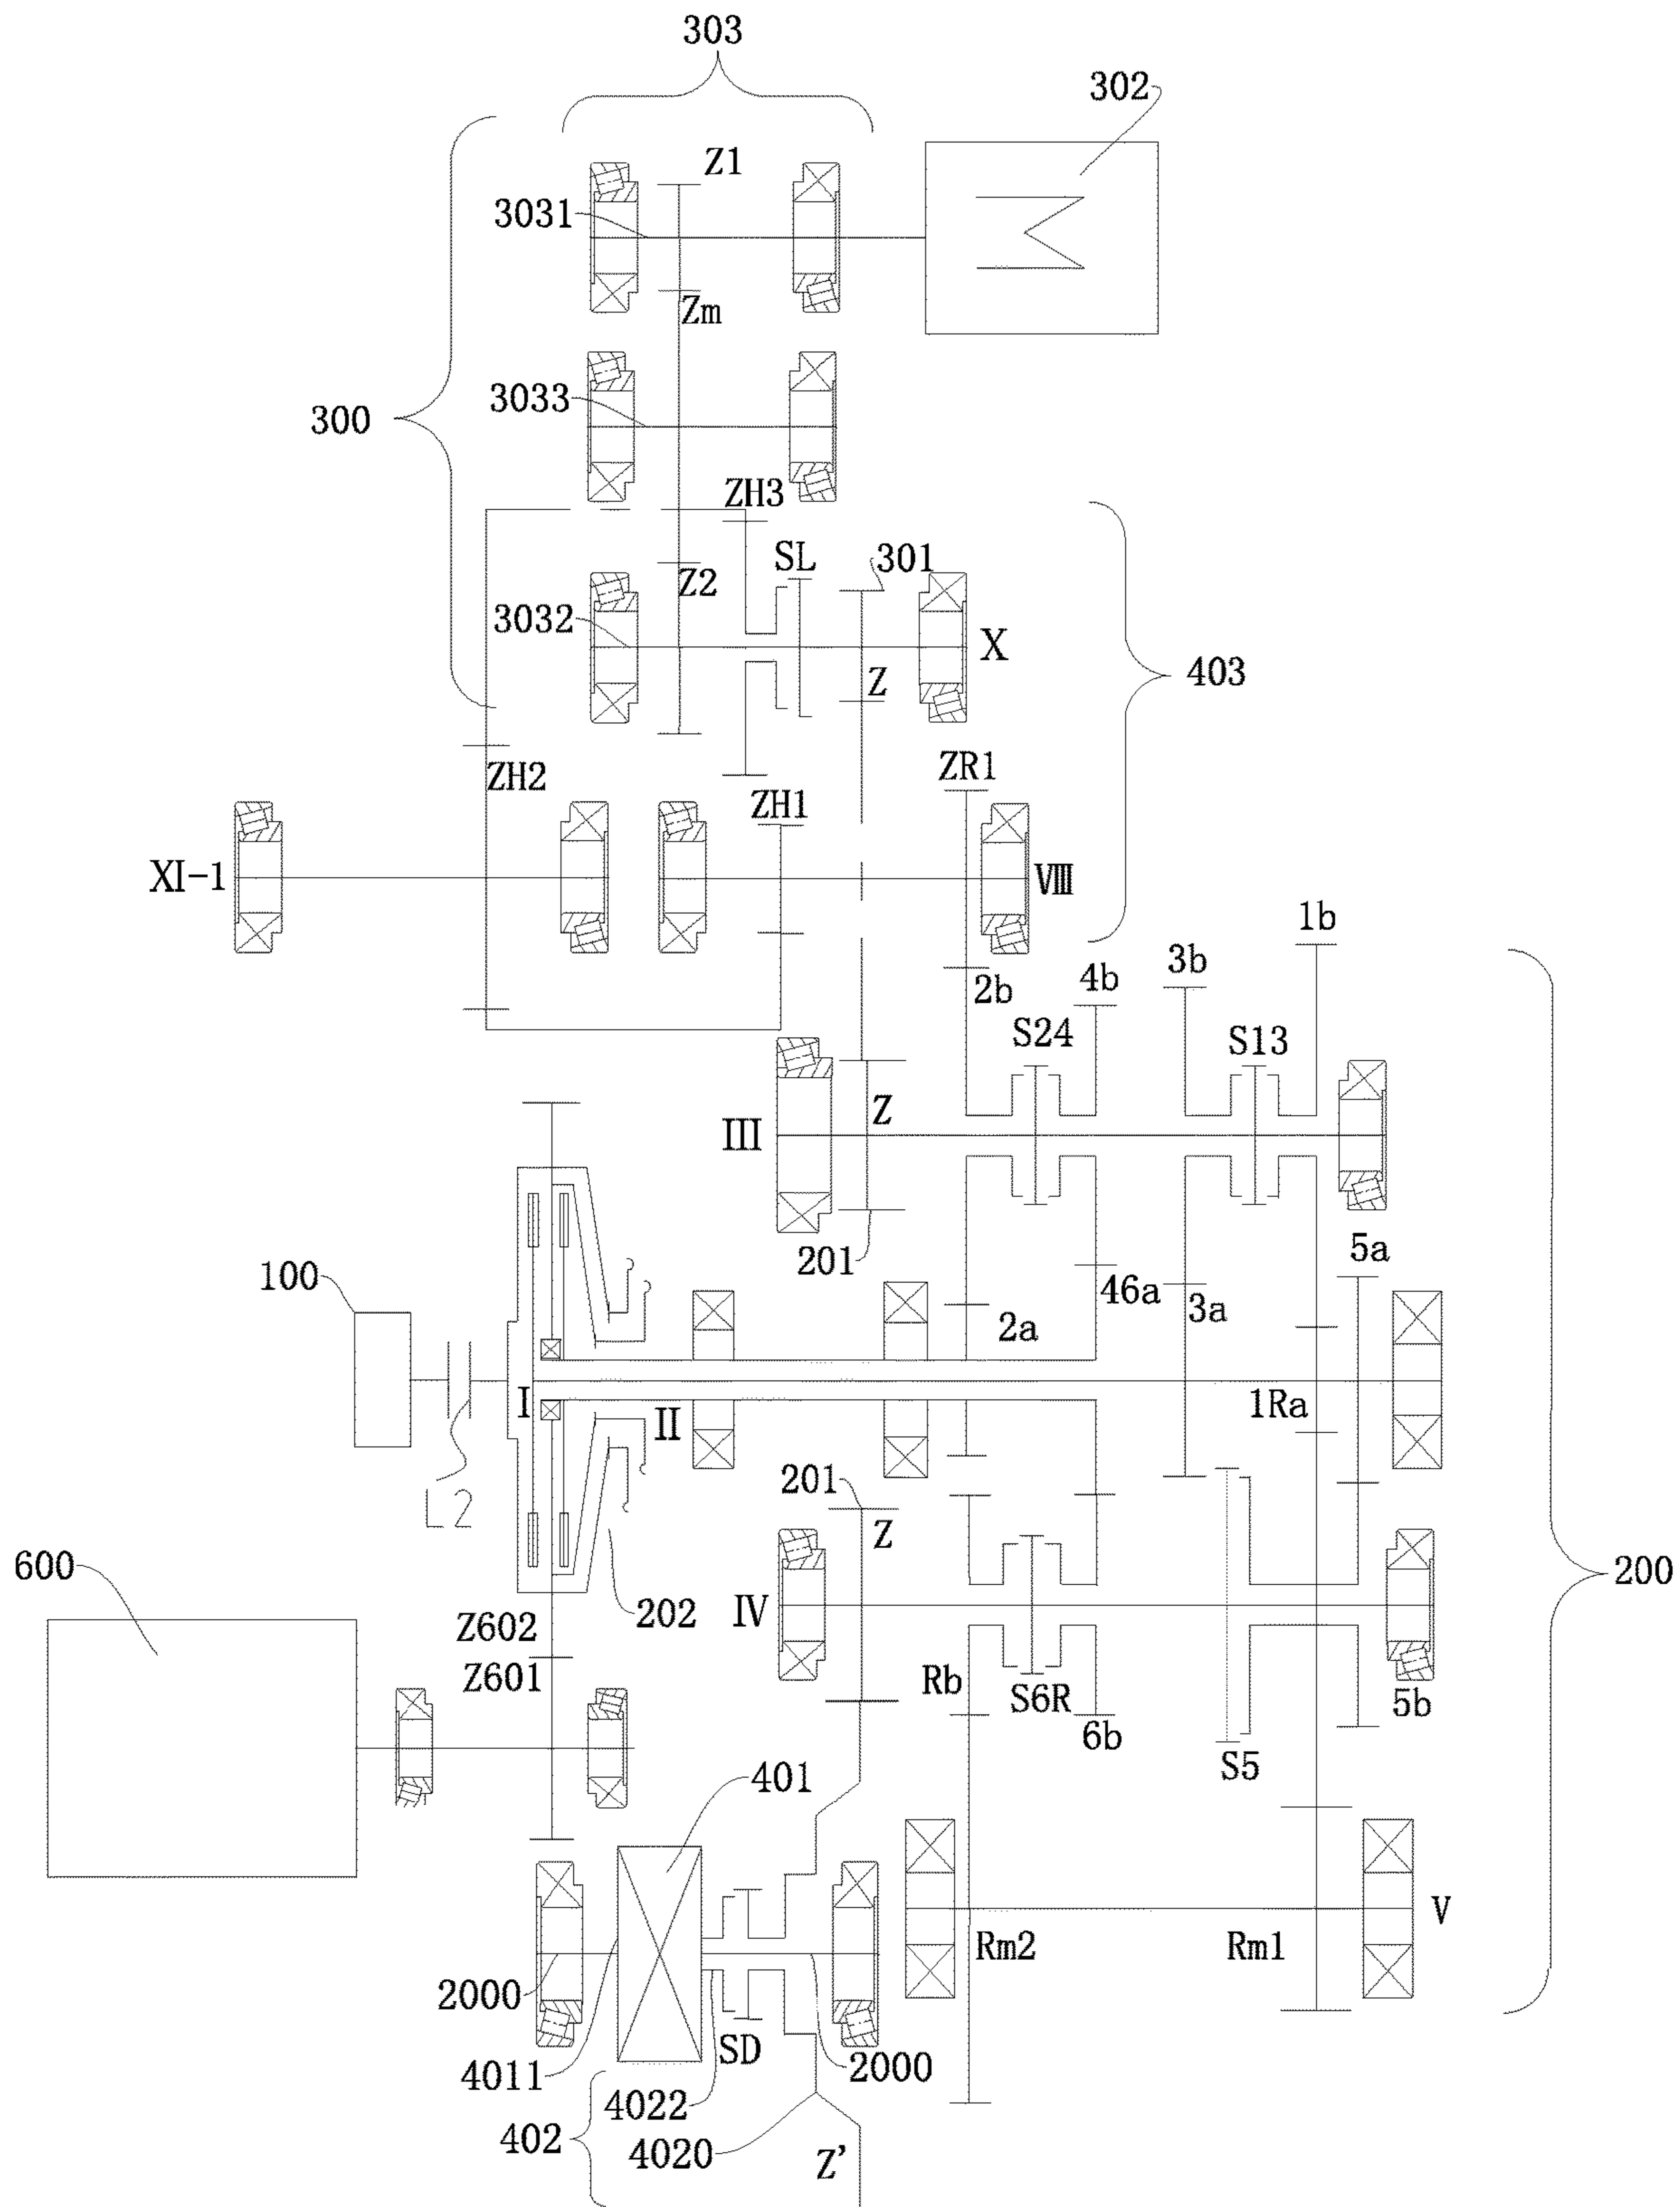 303
302
Z1
3031
Zm
3033
300
ZH3
SL
301
Z2
3032
X
Z
403
ZR1
ZH2
ZH1
XI-1
VIII
1b
3b
2b
4b
S24
S13
III
Z
201
5a
100
46a
3a
2a
I
1Ra
II
L2
201
Z
600
200
202
IV
Z602
Z601
Rb
S6R
5b
6b
S5
401
V
Rm2
Rm1
2000
SD
2000
4011
4022
402
4020
Z'